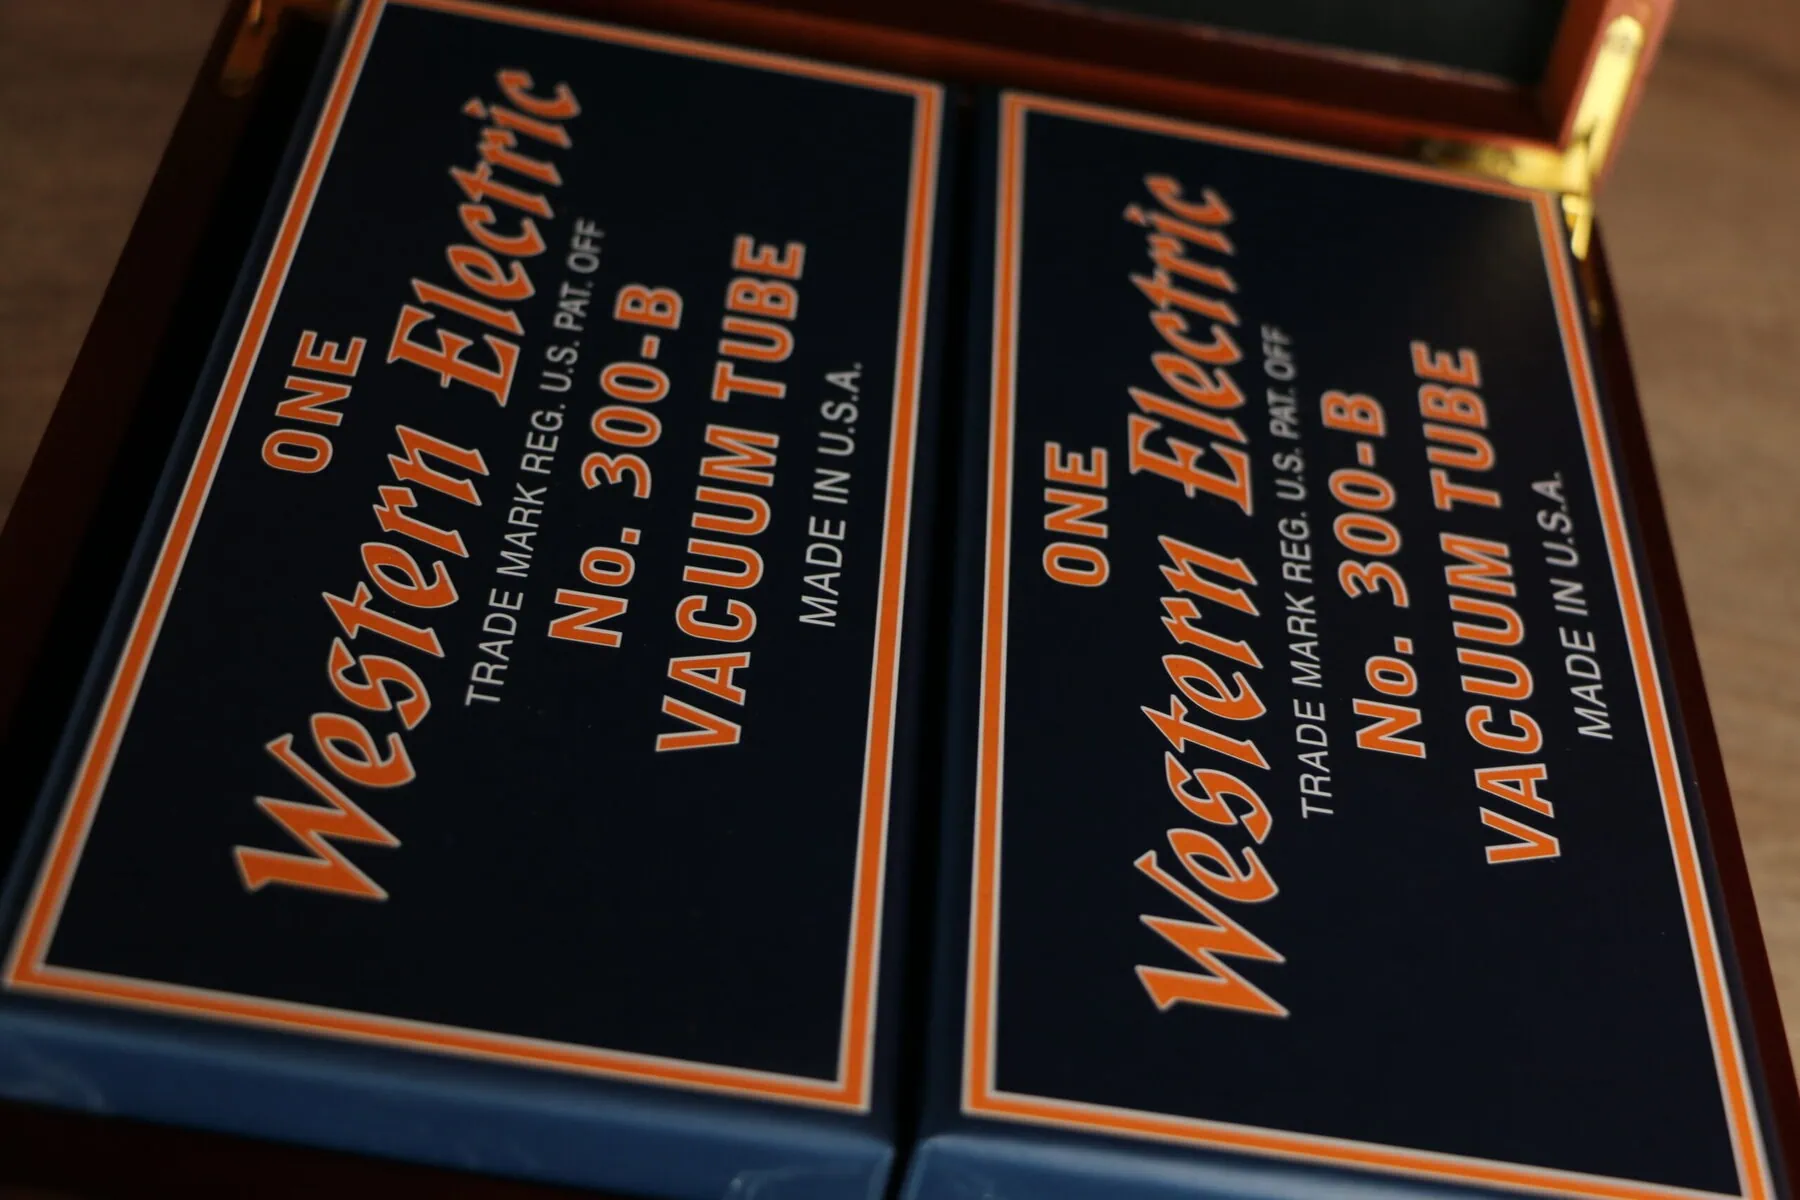 ONE
Western Electric
TRADE MARK REG. U.S. PAT. OFF
No. 300-B
VACUUM TUBE
MADE IN U.S.A.
ONE
Western Electric
TRADE MARK REG. U.S. PAT. OFF
No. 300-B
VACUUM TUBE
MADE IN U.S.A.